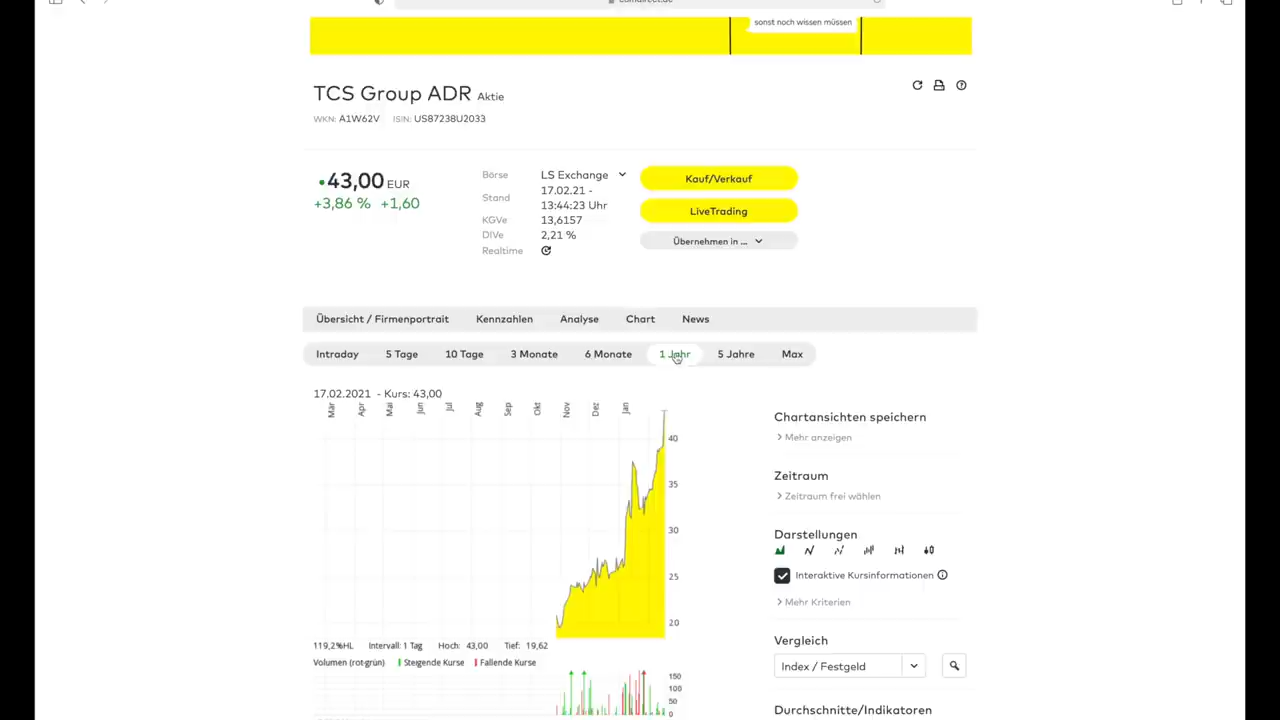 sonst noch wissen müssen
TCS Group ADR Aktie
WKN: A1W62V ISIN: US87238U2033
43,00 EUR
+3,86 % +1,60
Börse LS Exchange
Stand 17.02.21 -
13:44:23 Uhr
KGVe 13,6157
DIVe 2,21 %
Realtime
Kauf/Verkauf
LiveTrading
Übernehmen in ...
Übersicht / Firmenportrait Kennzahlen Analyse Chart News
Intraday 5 Tage 10 Tage 3 Monate 6 Monate 1 Jahr 5 Jahre Max
17.02.2021 - Kurs: 43,00
Mär Apr Mai Jun Jul Aug Sep Okt Nov Dez Jan
40
35
30
25
20
119,2%HL Intervall: 1 Tag Hoch: 43,00 Tief: 19,62
Volumen (rot-grün) Steigende Kurse Fallende Kurse
150
100
50
0
Chartansichten speichern
Mehr anzeigen
Zeitraum
Zeitraum frei wählen
Darstellungen
Interaktive Kursinformationen
Mehr Kriterien
Vergleich
Index / Festgeld
Durchschnitte/Indikatoren